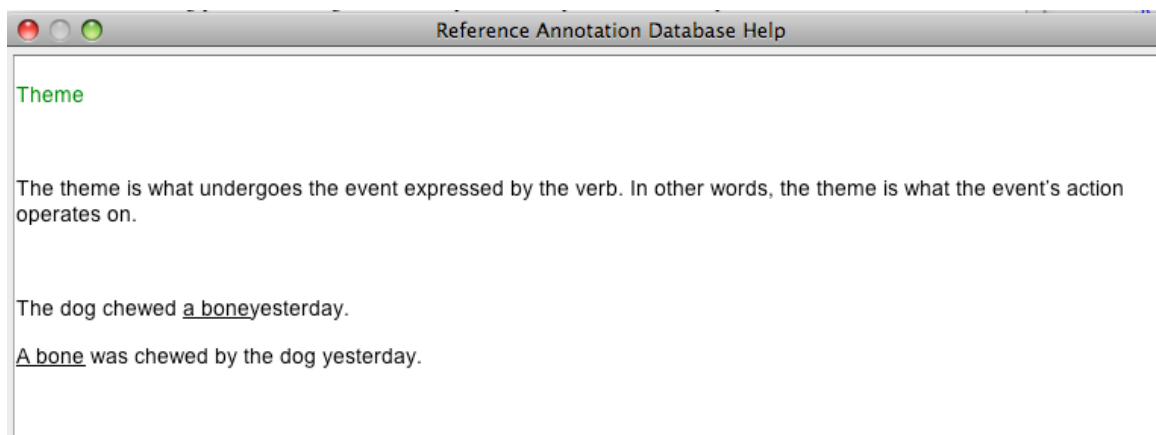 Reference Annotation Database Help
Theme
The theme is what undergoes the event expressed by the verb. In other words, the theme is what the event's action
operates on.
The dog chewed a boneyesterday.
A bone was chewed by the dog yesterday.